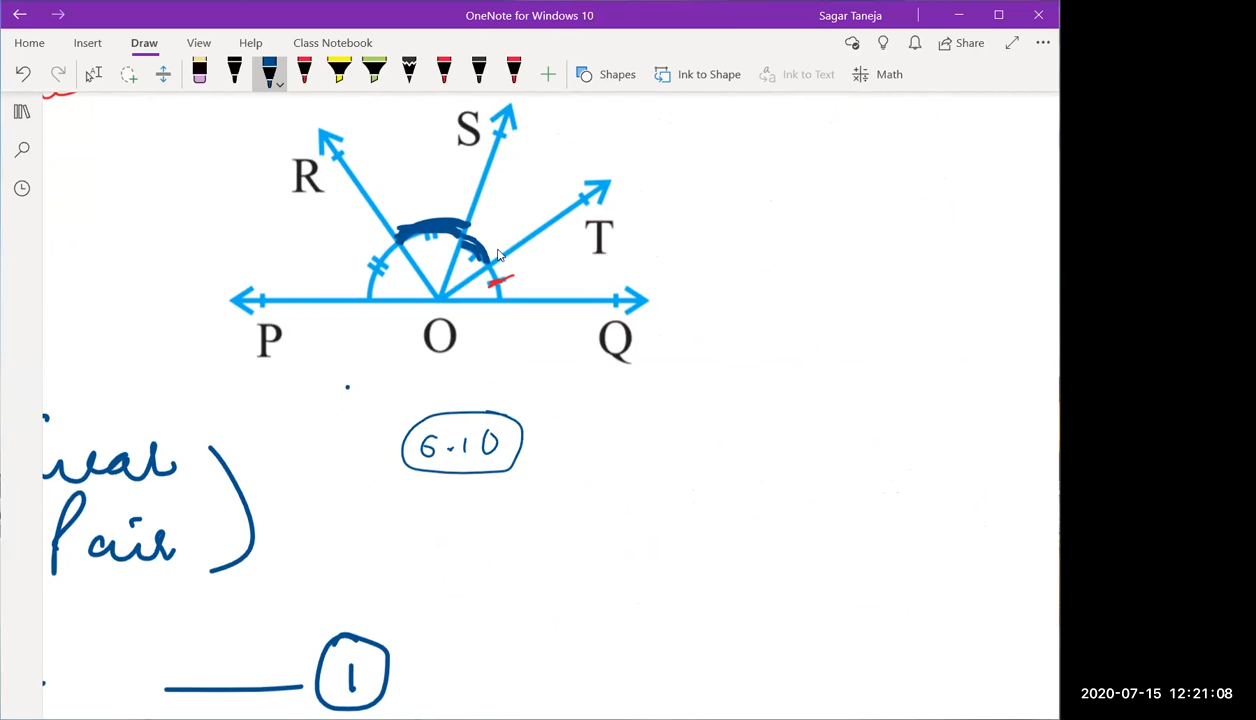 OneNote for Windows 10
Sagar Taneja
Home Insert Draw View Help Class Notebook
Share
Shapes
Ink to Shape
Ink to Text
Math
S
R
T
P O Q
6.10
Pair
1
2020-07-15 12:21:08